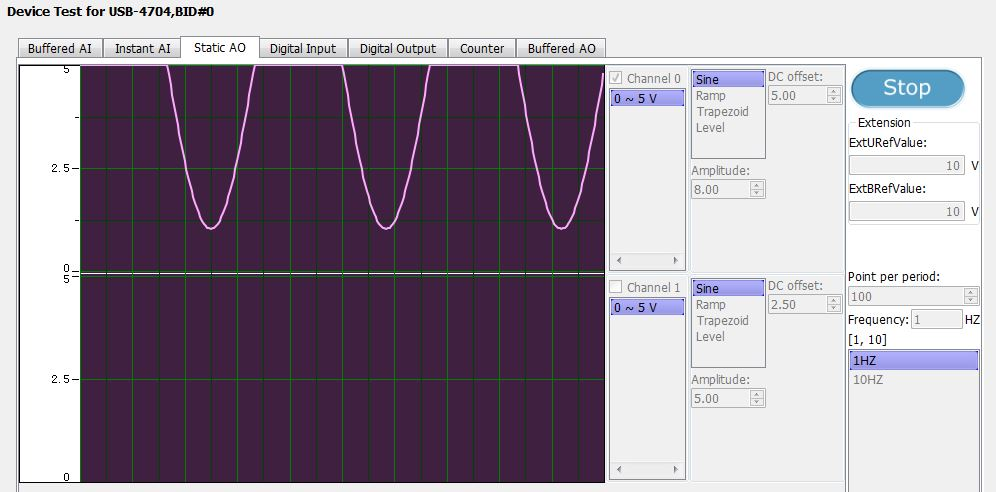 Device Test for USB-4704,BID#0
Buffered AI Instant AI Static AO Digital Input Digital Output Counter Buffered AO
5
2.5
0
5
2.5
0
Channel 0
0 ~ 5 V
Sine
Ramp
Trapezoid
Level
DC offset:
5.00
Amplitude:
8.00
Channel 1
0 ~ 5 V
Sine
Ramp
Trapezoid
Level
DC offset:
2.50
Amplitude:
5.00
Stop
Extension
ExtURefValue:
10 V
ExtBRefValue:
10 V
Point per period:
100
Frequency: 1 HZ
[1, 10]
1HZ
10HZ